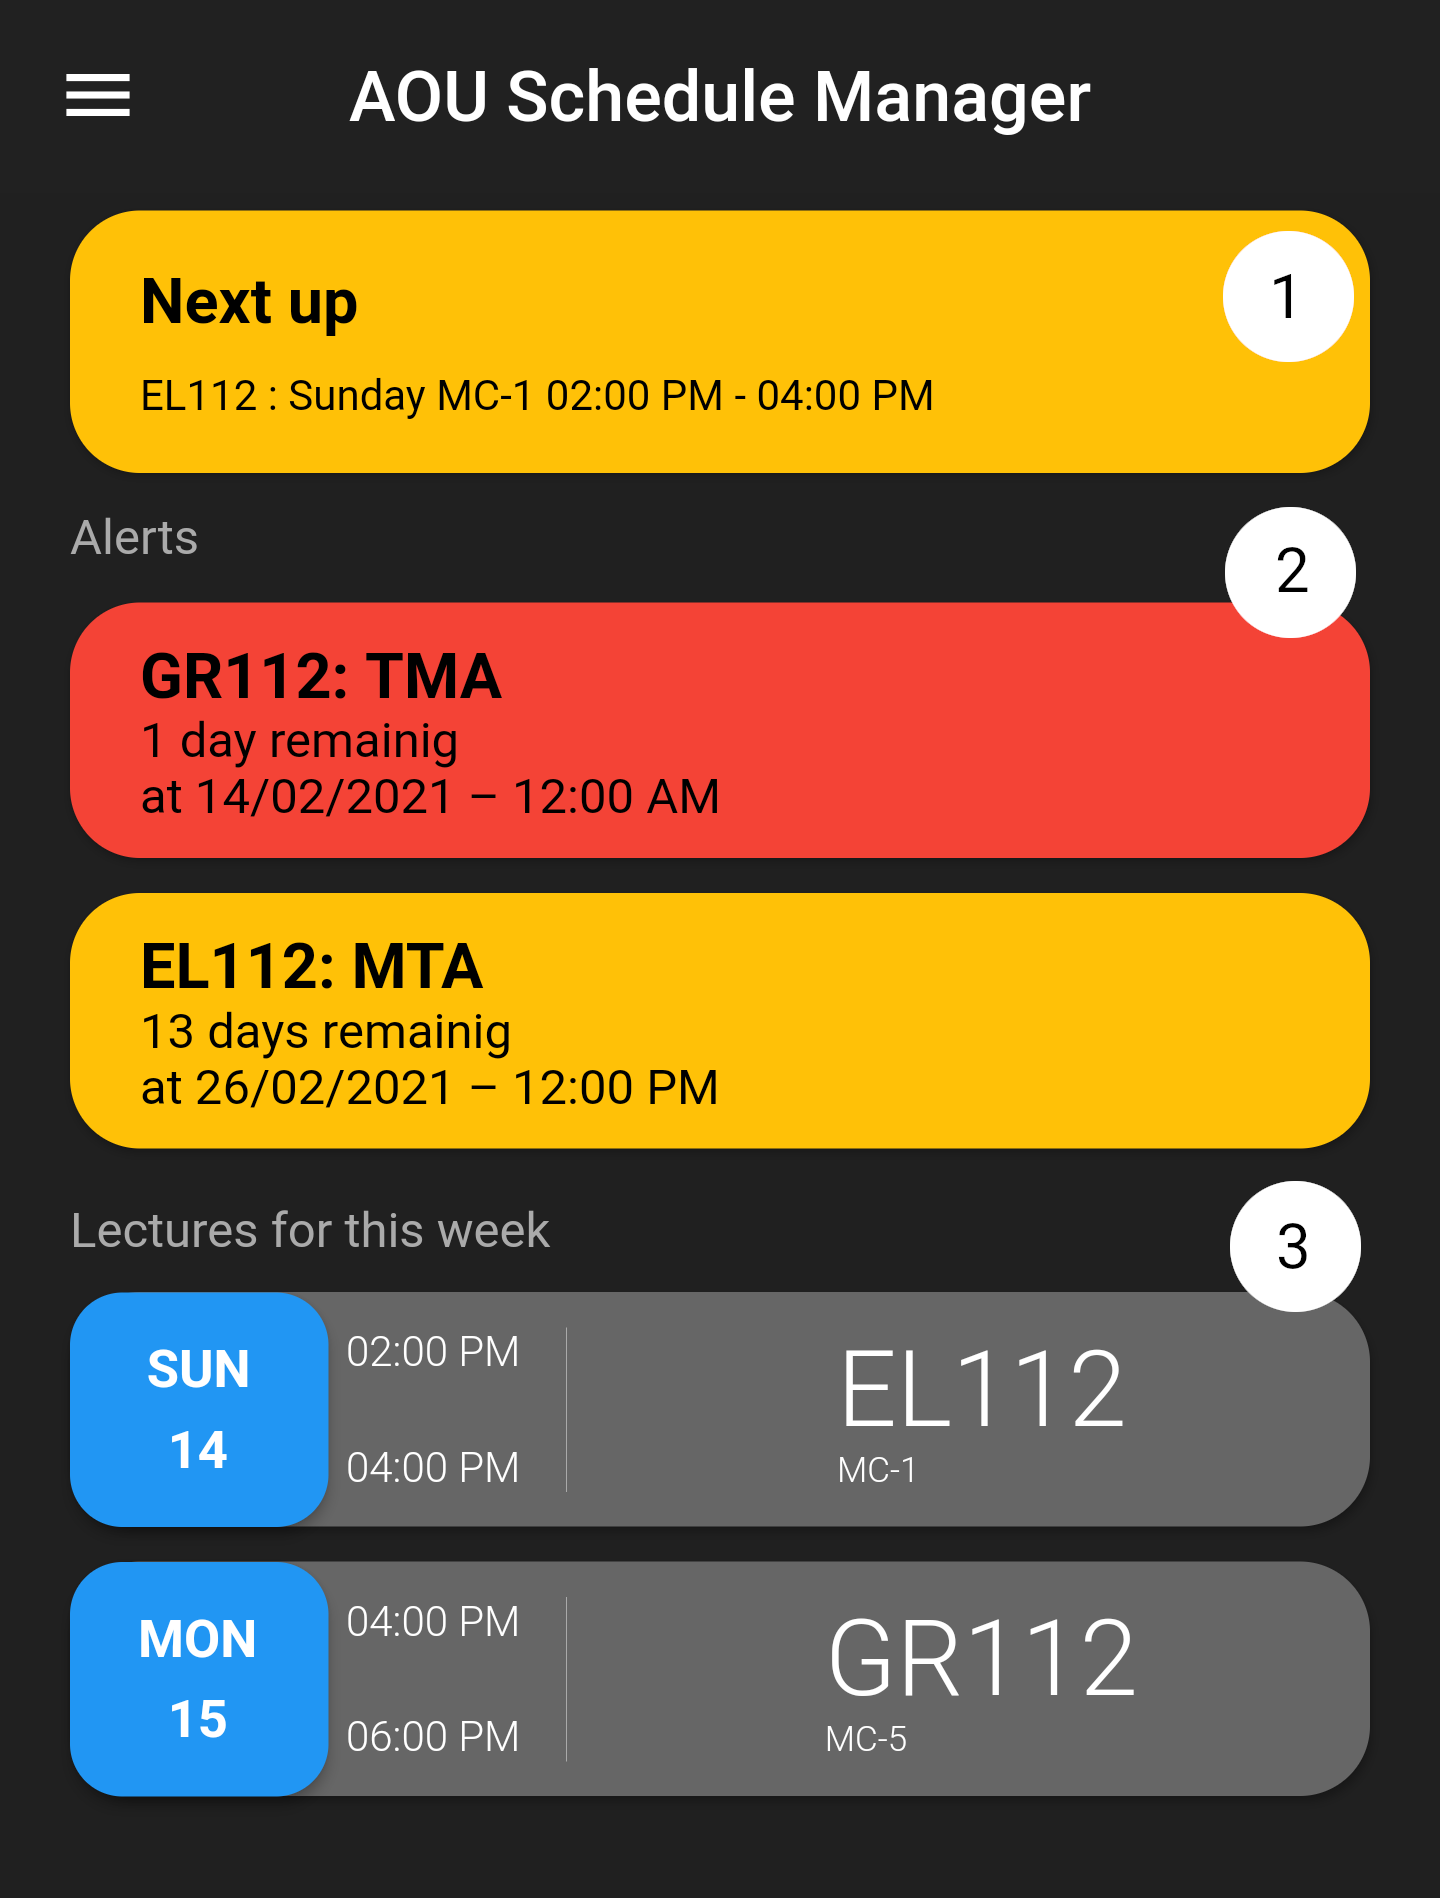 AOU Schedule Manager
Next up
1
EL112 : Sunday MC-1 02:00 PM - 04:00 PM
Alerts
2
GR112: TMA
1 day remainig
at 14/02/2021 – 12:00 AM
EL112: MTA
13 days remainig
at 26/02/2021 – 12:00 PM
Lectures for this week
3
SUN
14
02:00 PM
04:00 PM
EL112
MC-1
MON
15
04:00 PM
06:00 PM
GR112
MC-5